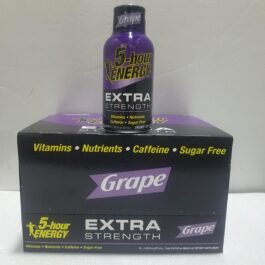 Grape
5-hour
ENERGY
EXTRA
STRENGTH
Vitamins • Nutrients • Caffeine • Sugar Free
Grape
5-hour
ENERGY
EXTRA
STRENGTH
Grape
Vitamins • Nutrients • Caffeine • Sugar Free